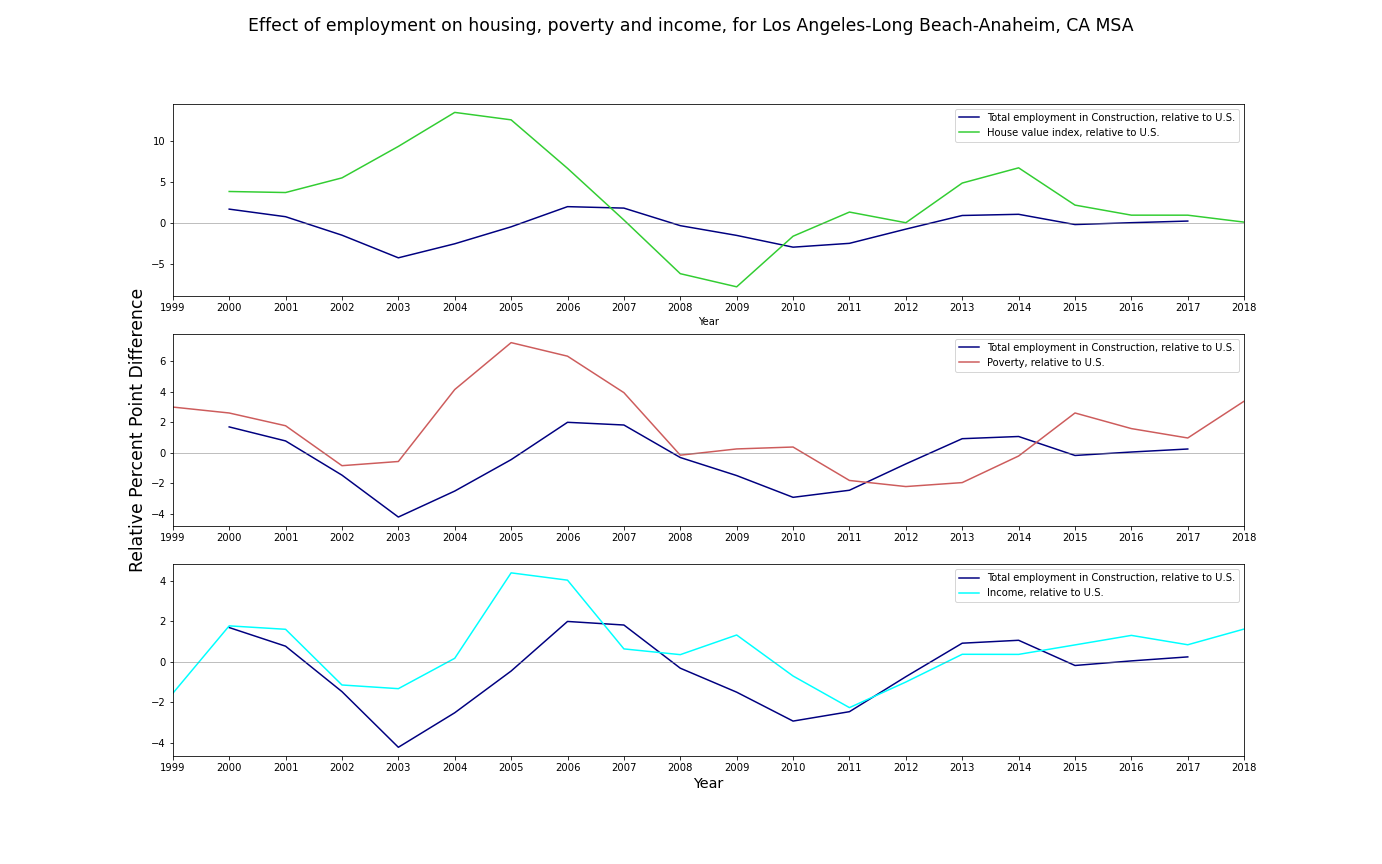 Effect of employment on housing, poverty and income, for Los Angeles-Long Beach-Anaheim, CA MSA
Relative Percent Point Difference
Total employment in Construction, relative to U.S.
House value index, relative to U.S.
10
5
0
−5
1999 2000 2001 2002 2003 2004 2005 2006 2007 2008 2009 2010 2011 2012 2013 2014 2015 2016 2017 2018
Year
Total employment in Construction, relative to U.S.
Poverty, relative to U.S.
6
4
2
0
−2
−4
1999 2000 2001 2002 2003 2004 2005 2006 2007 2008 2009 2010 2011 2012 2013 2014 2015 2016 2017 2018
Total employment in Construction, relative to U.S.
Income, relative to U.S.
4
2
0
−2
−4
1999 2000 2001 2002 2003 2004 2005 2006 2007 2008 2009 2010 2011 2012 2013 2014 2015 2016 2017 2018
Year